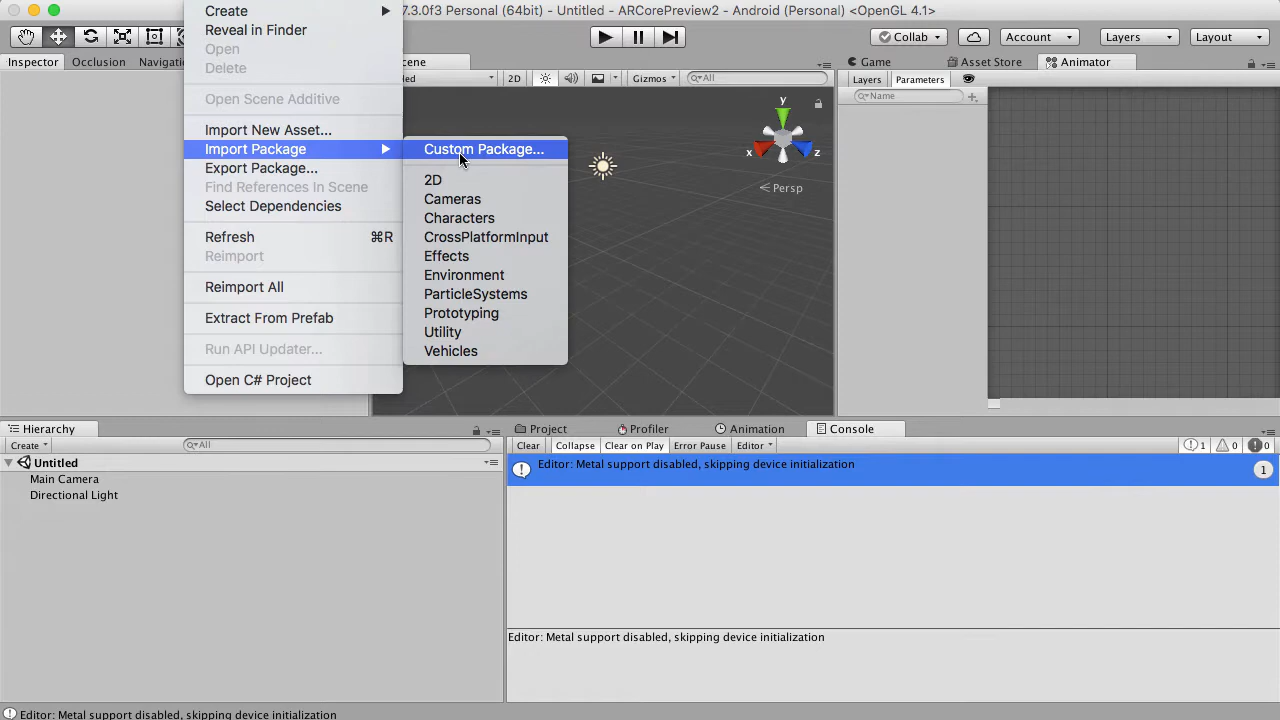 Create
7.3.0f3 Personal (64bit) - Untitled - ARCorePreview2 - Android (Personal) <OpenGL 4.1>
Reveal in Finder
Open
Delete
Open Scene Additive
Import New Asset...
Import Package
Export Package...
Find References In Scene
Select Dependencies
Refresh ⌘R
Reimport
Reimport All
Extract From Prefab
Run API Updater...
Open C# Project
Custom Package...
2D
Cameras
Characters
CrossPlatformInput
Effects
Environment
ParticleSystems
Prototyping
Utility
Vehicles
Collab
Account
Layers
Layout
Inspector
Occlusion
Navigati
cene
ed
2D
Gizmos
All
y
x
z
Persp
Game
Asset Store
Animator
Layers
Parameters
Name
Hierarchy
Create
All
Untitled
Main Camera
Directional Light
Project
Profiler
Animation
Console
Clear
Collapse
Clear on Play
Error Pause
Editor
1
0
0
Editor: Metal support disabled, skipping device initialization
1
Editor: Metal support disabled, skipping device initialization
Editor: Metal support disabled, skipping device initialization